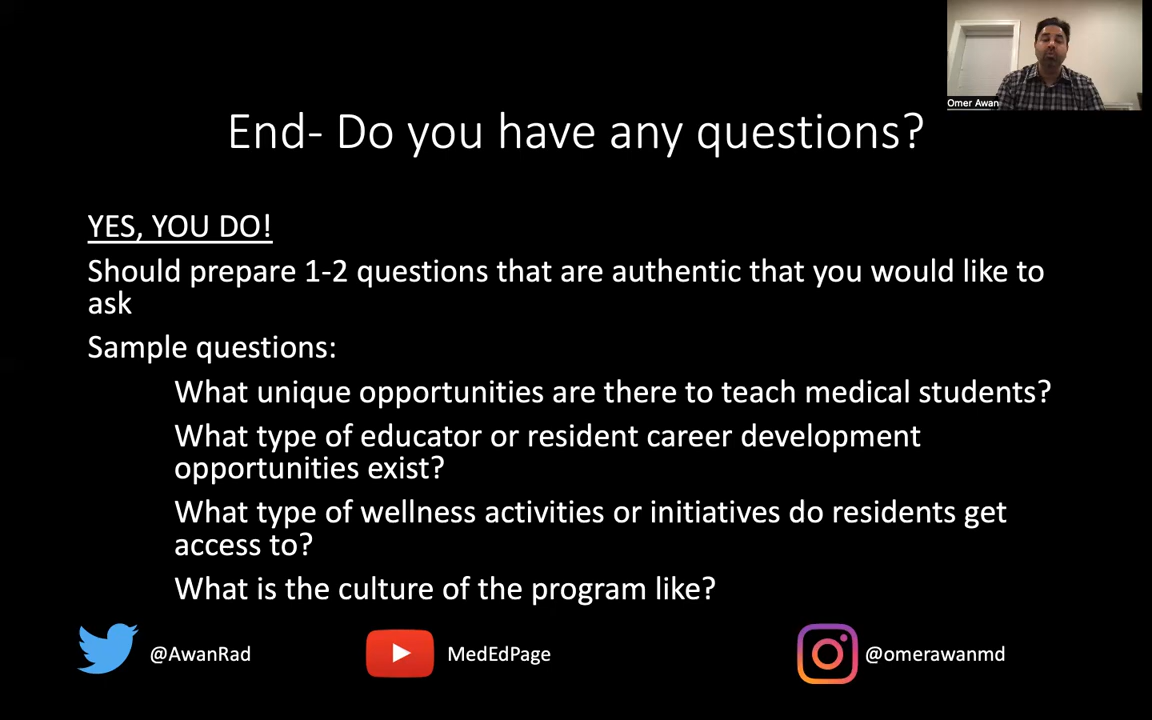 Omer Awan
End- Do you have any questions?
YES, YOU DO!
Should prepare 1-2 questions that are authentic that you would like to
ask
Sample questions:
What unique opportunities are there to teach medical students?
What type of educator or resident career development
opportunities exist?
What type of wellness activities or initiatives do residents get
access to?
What is the culture of the program like?
@AwanRad
MedEdPage
@omerawanmd